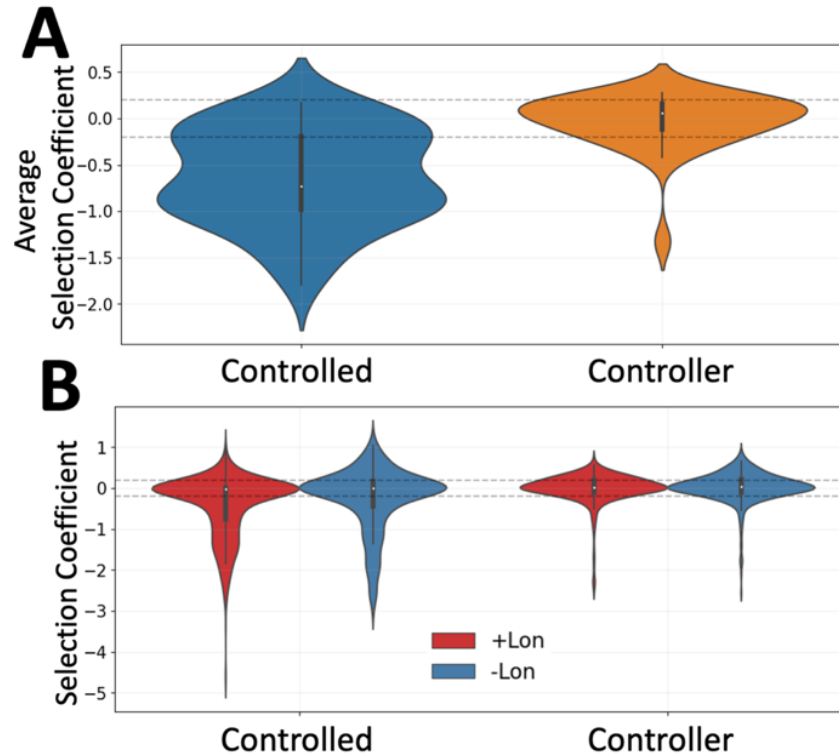 A
Average
Selection Coefficient
0.5
0.0
−0.5
−1.0
−1.5
−2.0
Controlled Controller
B
Selection Coefficient
1
0
−1
−2
−3
−4
−5
+Lon
-Lon
Controlled Controller